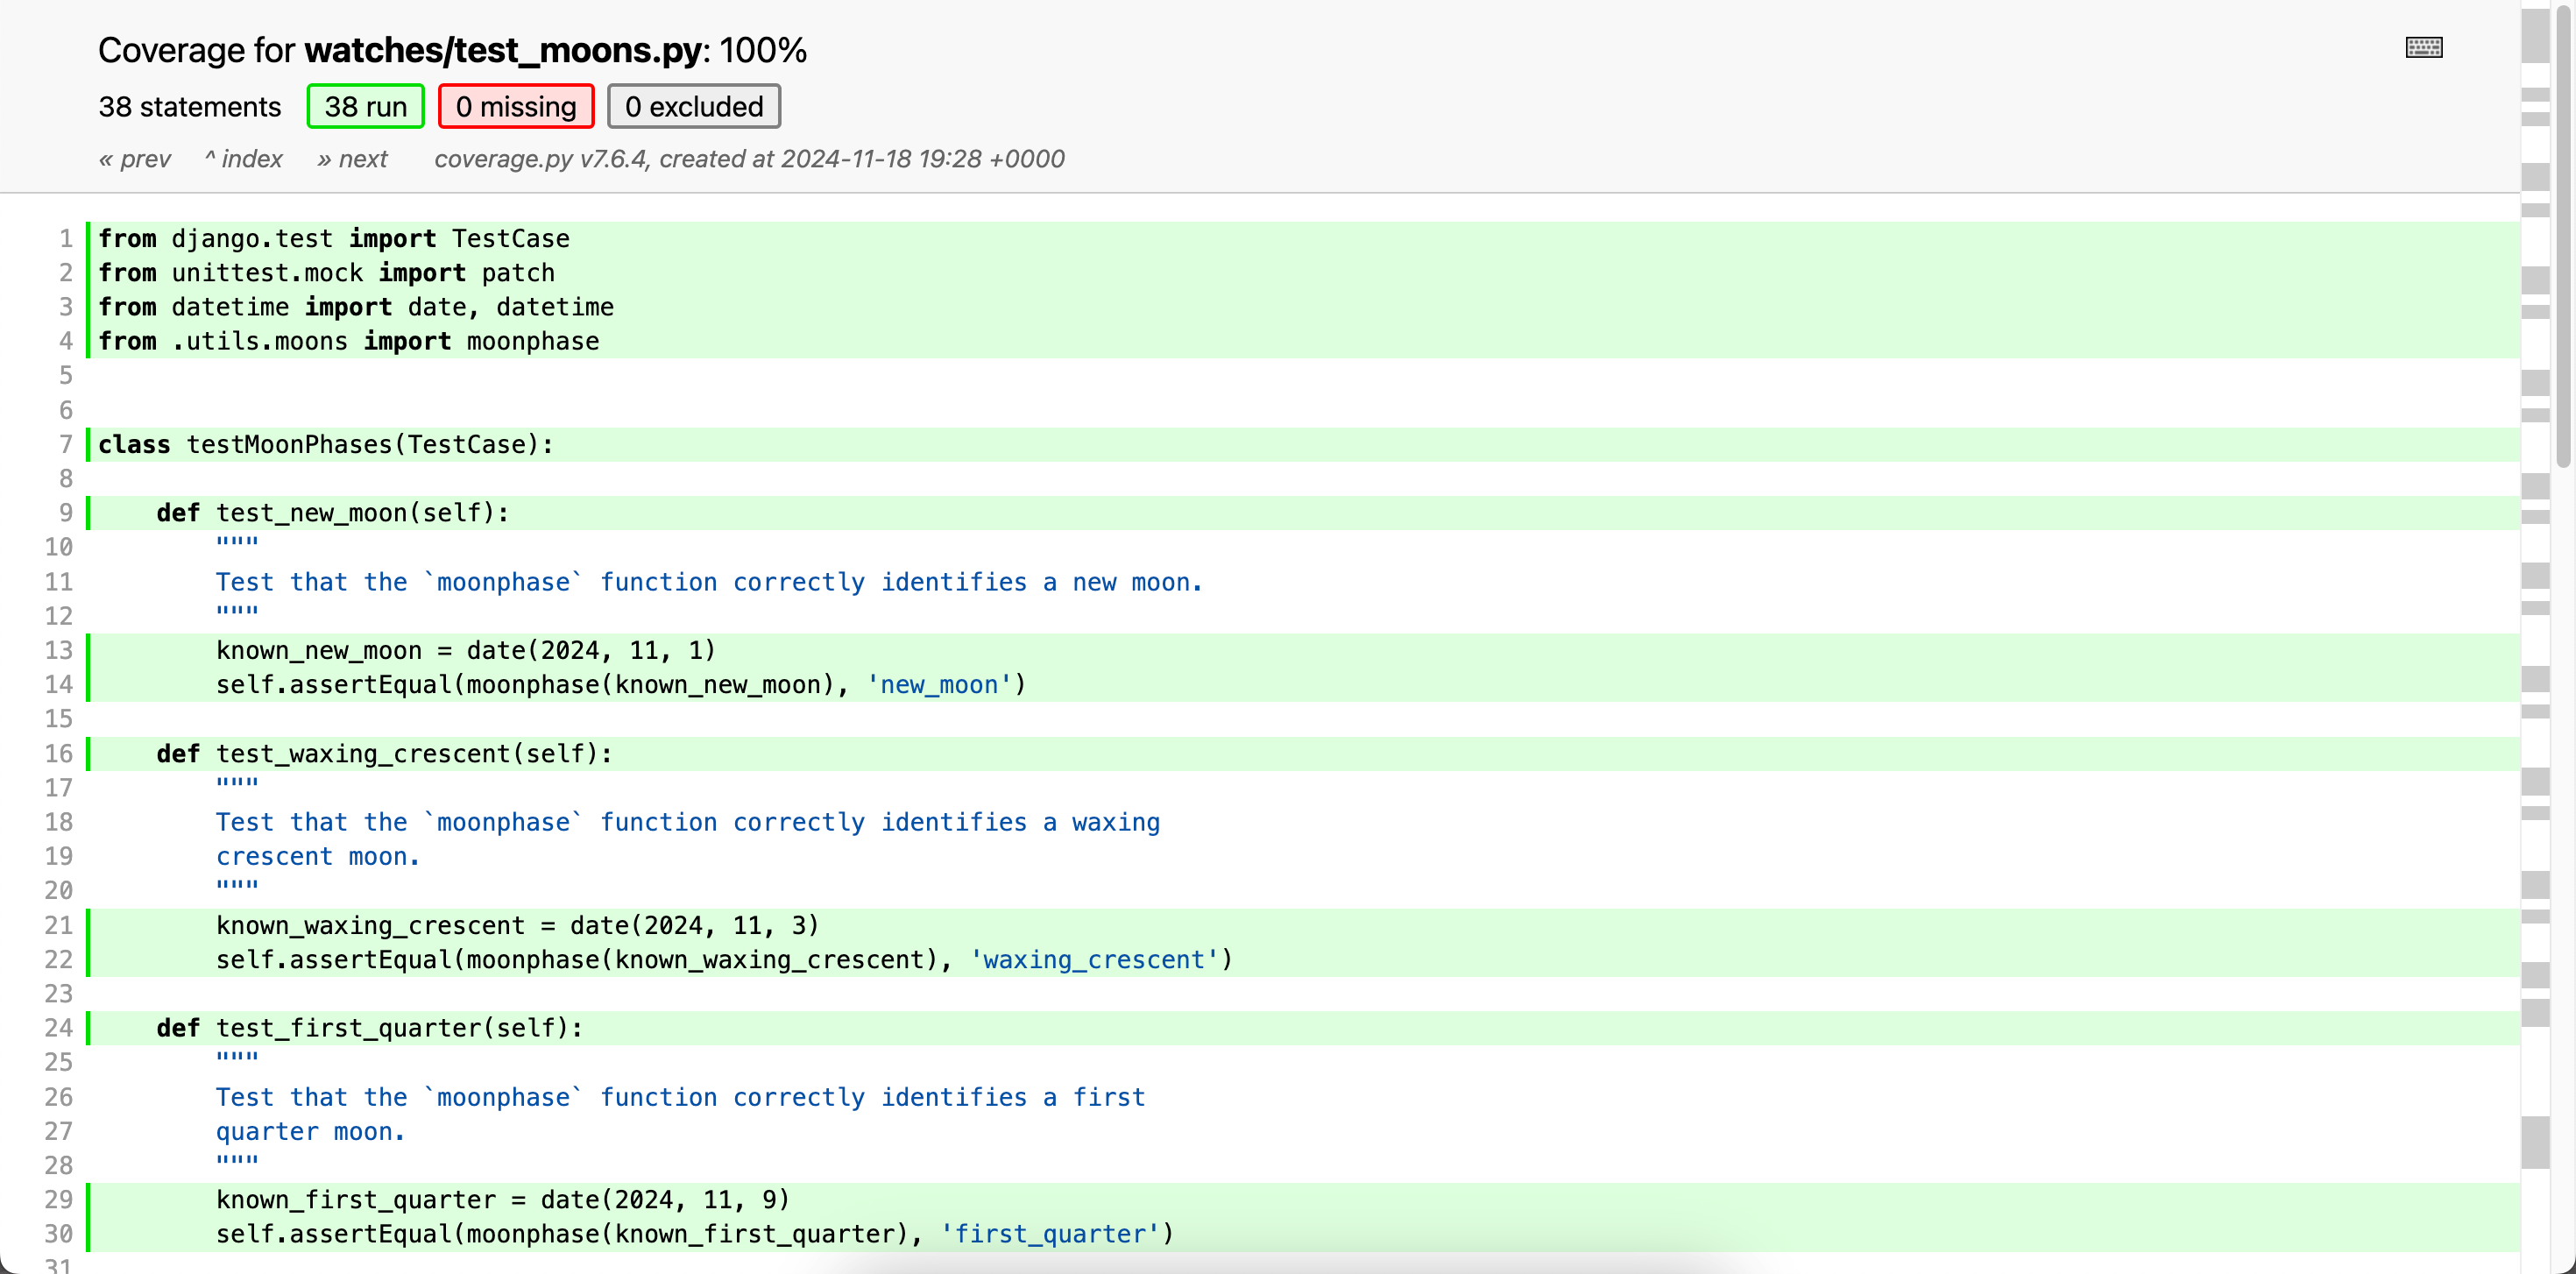 Coverage for watches/test_moons.py: 100%
38 statements 38 run 0 missing 0 excluded
« prev ^ index » next coverage.py v7.6.4, created at 2024-11-18 19:28 +0000
1 from django.test import TestCase
2 from unittest.mock import patch
3 from datetime import date, datetime
4 from .utils.moons import moonphase
5
6
7 class testMoonPhases(TestCase):
8
9     def test_new_moon(self):
10         """
11         Test that the `moonphase` function correctly identifies a new moon.
12         """
13         known_new_moon = date(2024, 11, 1)
14         self.assertEqual(moonphase(known_new_moon), 'new_moon')
15
16     def test_waxing_crescent(self):
17         """
18         Test that the `moonphase` function correctly identifies a waxing
19         crescent moon.
20         """
21         known_waxing_crescent = date(2024, 11, 3)
22         self.assertEqual(moonphase(known_waxing_crescent), 'waxing_crescent')
23
24     def test_first_quarter(self):
25         """
26         Test that the `moonphase` function correctly identifies a first
27         quarter moon.
28         """
29         known_first_quarter = date(2024, 11, 9)
30         self.assertEqual(moonphase(known_first_quarter), 'first_quarter')
31